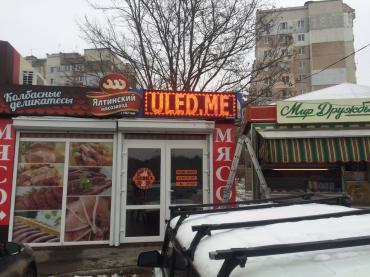 Колбасные
деликатесы
Ялтинский
мясокомбинат
ULED.ME
Мир Дружбы
МЯСО
МЯСО